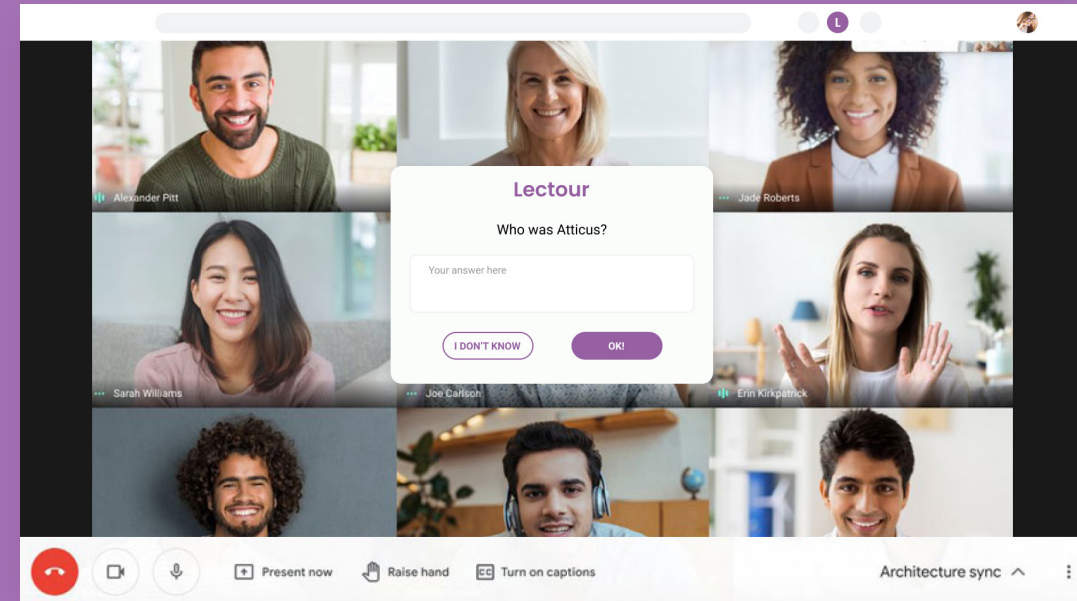 L
Alexander Pitt
Jade Roberts
Lectour
Who was Atticus?
Your answer here
I DON'T KNOW
OK!
Sarah Williams
Joe Carlson
Erin Kirkpatrick
Present now
Raise hand
CC Turn on captions
Architecture sync